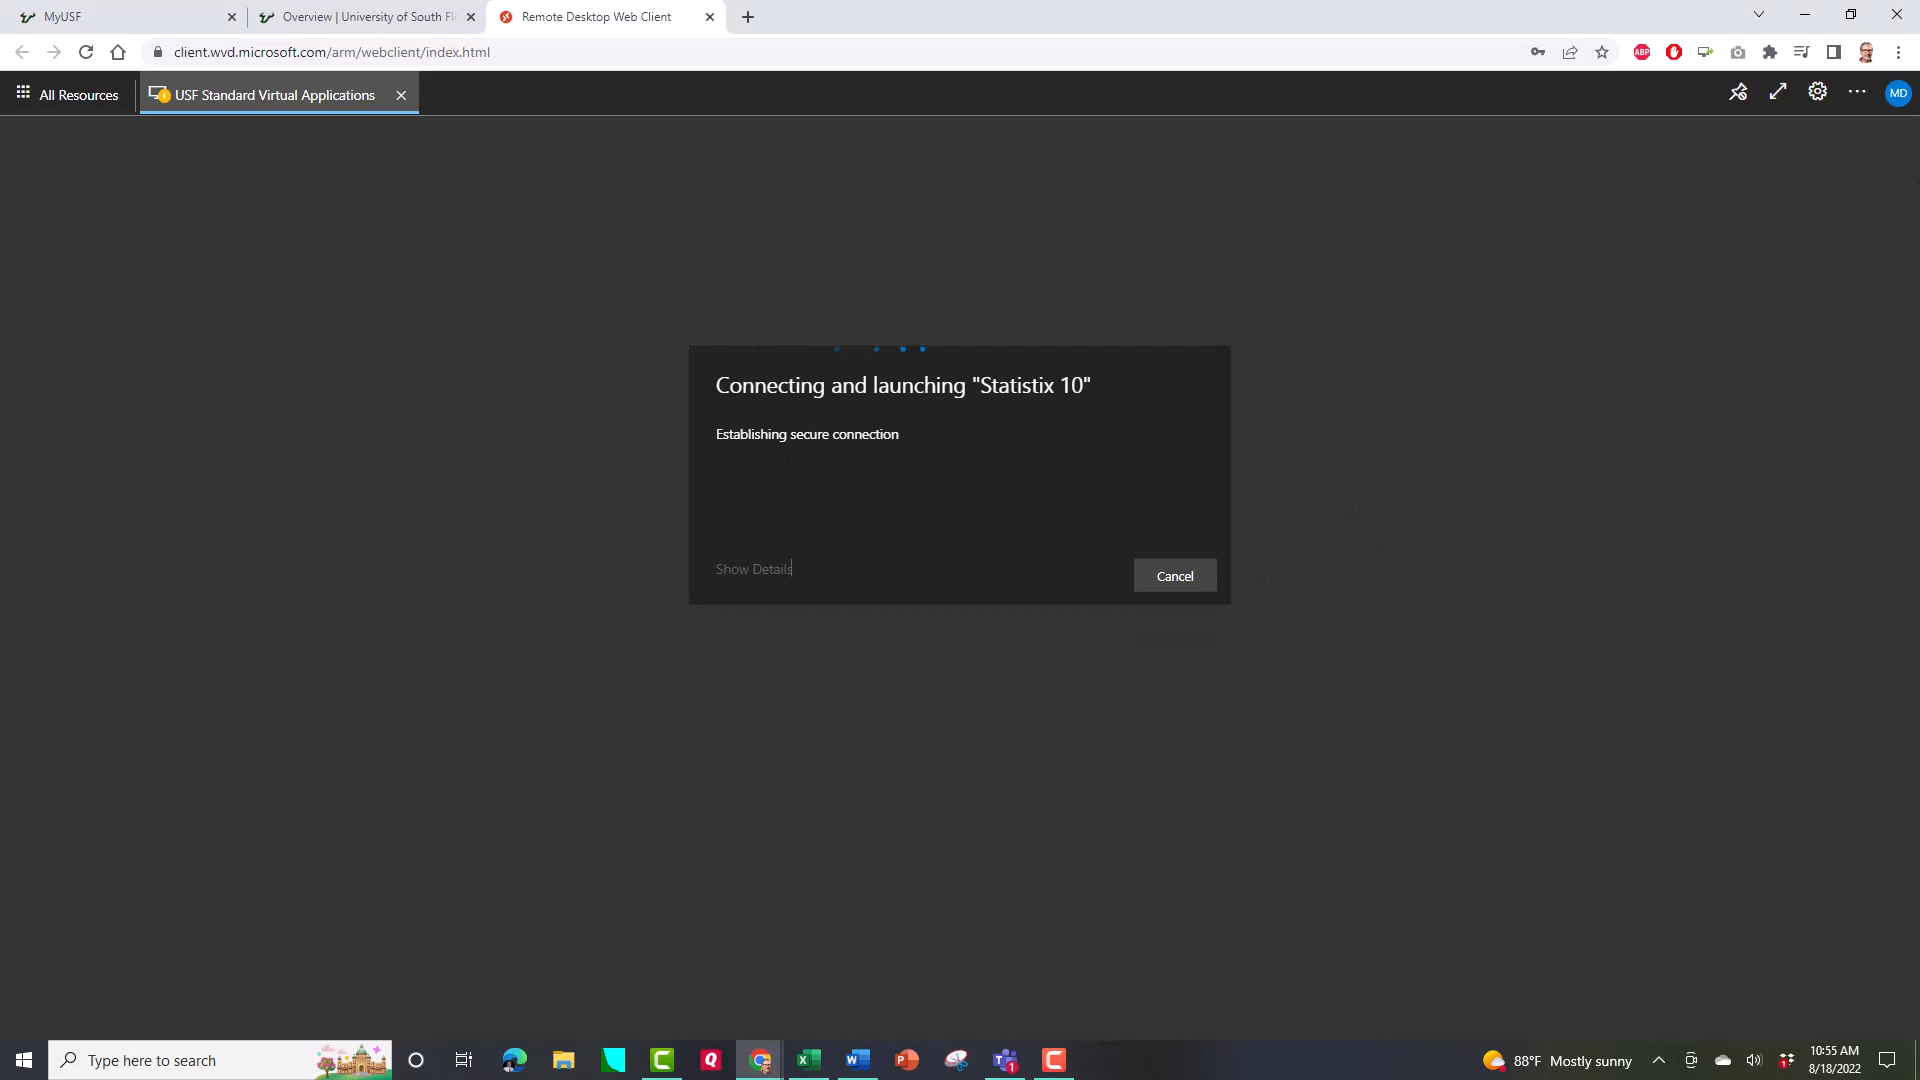 MyUSF
Overview | University of South Fl
Remote Desktop Web Client
client.wvd.microsoft.com/arm/webclient/index.html
ABP
All Resources
USF Standard Virtual Applications
MD
Connecting and launching "Statistix 10"
Establishing secure connection
Show Details
Cancel
Type here to search
88°F Mostly sunny
10:55 AM
8/18/2022